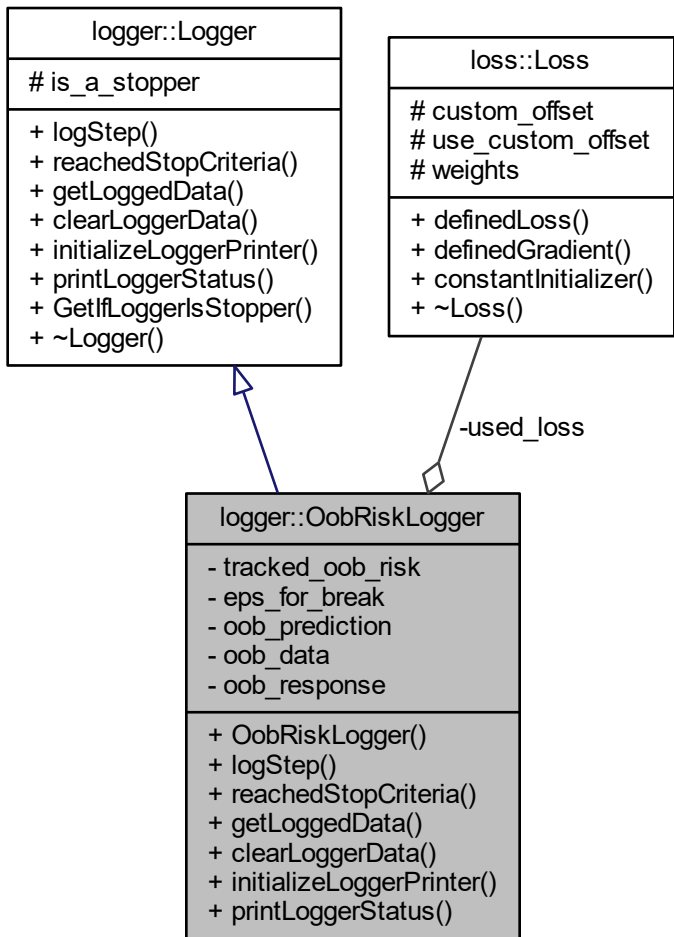 logger::Logger
# is_a_stopper
+ logStep()
+ reachedStopCriteria()
+ getLoggedData()
+ clearLoggerData()
+ initializeLoggerPrinter()
+ printLoggerStatus()
+ GetIfLoggerIsStopper()
+ ~Logger()
loss::Loss
# custom_offset
# use_custom_offset
# weights
+ definedLoss()
+ definedGradient()
+ constantInitializer()
+ ~Loss()
-used_loss
logger::OobRiskLogger
- tracked_oob_risk
- eps_for_break
- oob_prediction
- oob_data
- oob_response
+ OobRiskLogger()
+ logStep()
+ reachedStopCriteria()
+ getLoggedData()
+ clearLoggerData()
+ initializeLoggerPrinter()
+ printLoggerStatus()